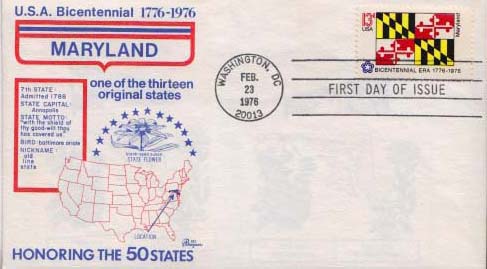 U.S.A. Bicentennial 1776-1976
MARYLAND
one of the thirteen
original states
7th STATE:
Admitted 1788
STATE CAPITAL:
Annapolis
STATE MOTTO:
"with the shield of
thy good-will thou
has covered us."
BIRD: baltimore oriole
NICKNAME:
old
line
state
STATE FLOWER
LOCATION
HONORING THE 50 STATES
WASHINGTON, DC
FEB.
23
1976
20013
FIRST DAY OF ISSUE
13c
USA
Maryland
BICENTENNIAL ERA 1776-1976